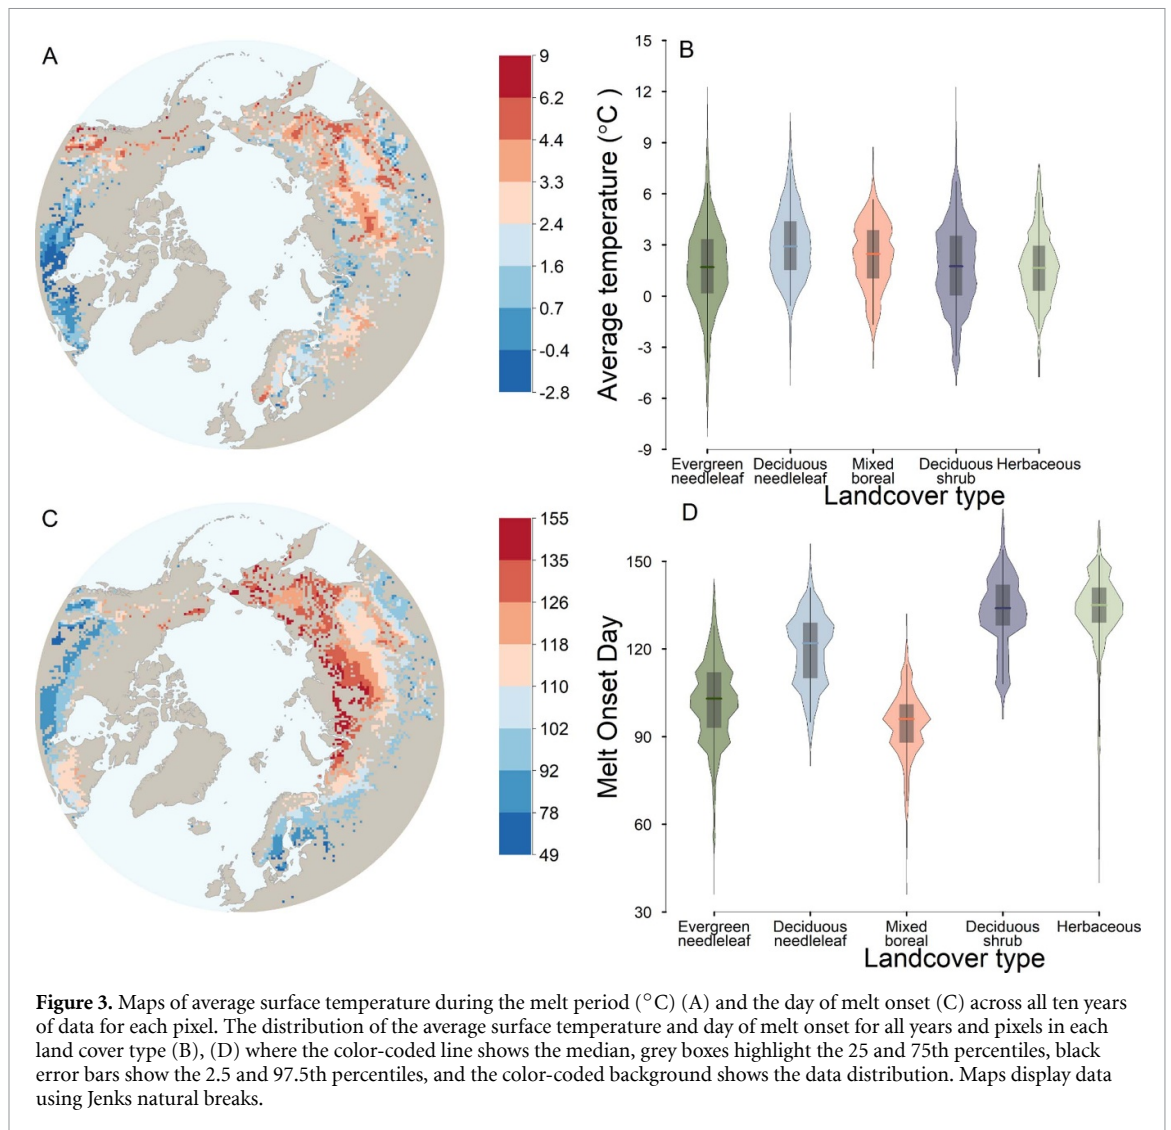 A
9
6.2
4.4
3.3
2.4
1.6
0.7
-0.4
-2.8
B
Average temperature (°C )
15
12
9
6
3
0
-3
-6
-9
Evergreen needleleaf
Deciduous needleleaf
Mixed boreal
Deciduous shrub
Herbaceous
Landcover type
C
155
135
126
118
110
102
92
78
49
D
Melt Onset Day
150
120
90
60
30
Evergreen needleleaf
Deciduous needleleaf
Mixed boreal
Deciduous shrub
Herbaceous
Landcover type
Figure 3. Maps of average surface temperature during the melt period (°C) (A) and the day of melt onset (C) across all ten years
of data for each pixel. The distribution of the average surface temperature and day of melt onset for all years and pixels in each
land cover type (B), (D) where the color-coded line shows the median, grey boxes highlight the 25 and 75th percentiles, black
error bars show the 2.5 and 97.5th percentiles, and the color-coded background shows the data distribution. Maps display data
using Jenks natural breaks.